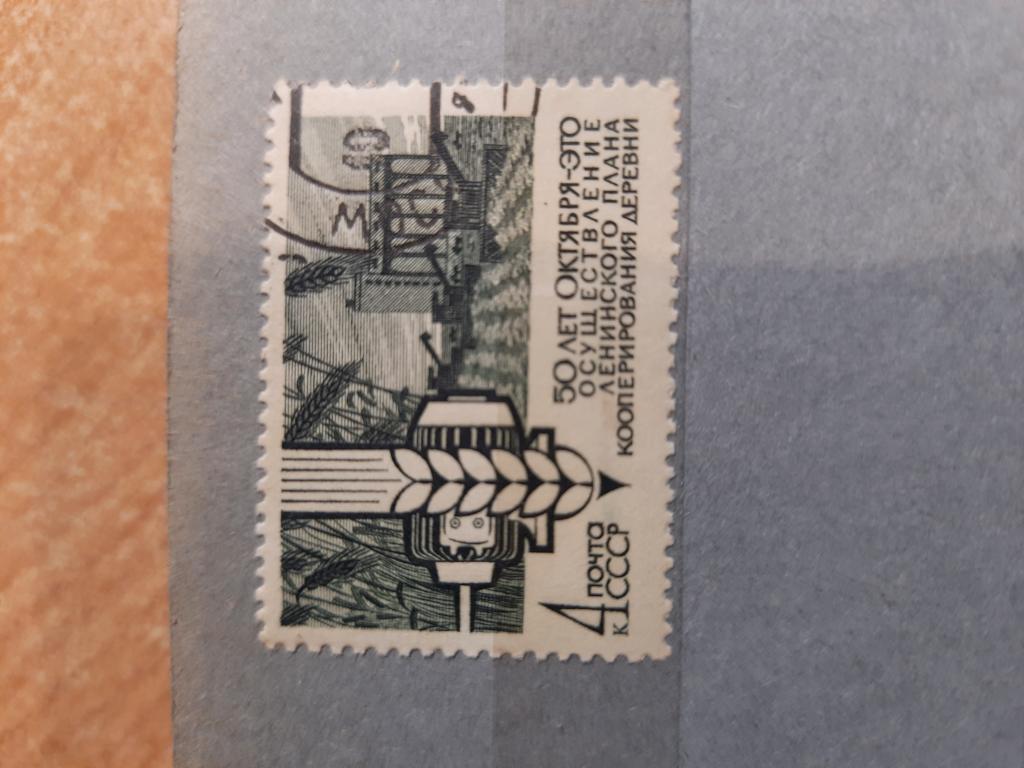 50 ЛЕТ ОКТЯБРЯ-ЭТО
ОСУЩЕСТВЛЕНИЕ
ЛЕНИНСКОГО ПЛАНА
КООПЕРИРОВАНИЯ ДЕРЕВНИ
4 к
ПОЧТА
СССР